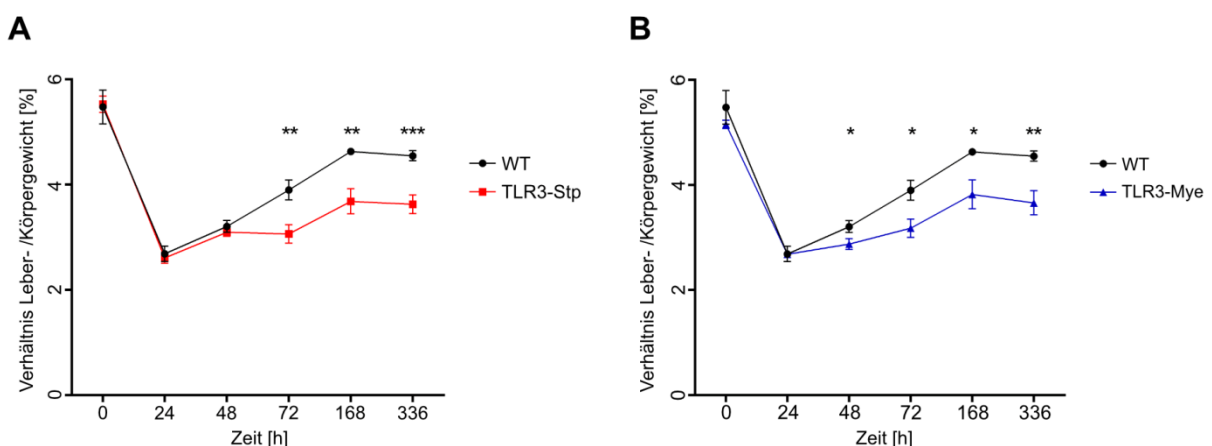 A
Verhältnis Leber- /Körpergewicht [%]
6
4
2
0
** ** ***
WT
TLR3-Stp
0 24 48 72 168 336
Zeit [h]
B
Verhältnis Leber- /Körpergewicht [%]
6
4
2
0
* * * **
WT
TLR3-Mye
0 24 48 72 168 336
Zeit [h]